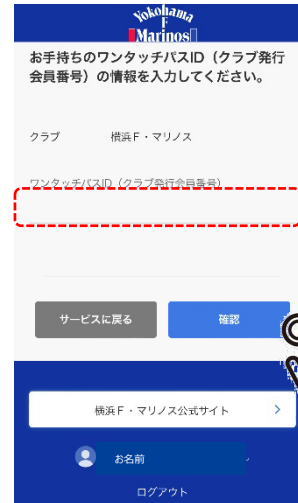 Yokohama
F
Marinos
お手持ちのワンタッチパスID（クラブ発行
会員番号）の情報を入力してください。
クラブ 横浜F・マリノス
ワンタッチパスID（クラブ発行会員番号）
サービスに戻る 確認
横浜F・マリノス公式サイト
お名前
ログアウト